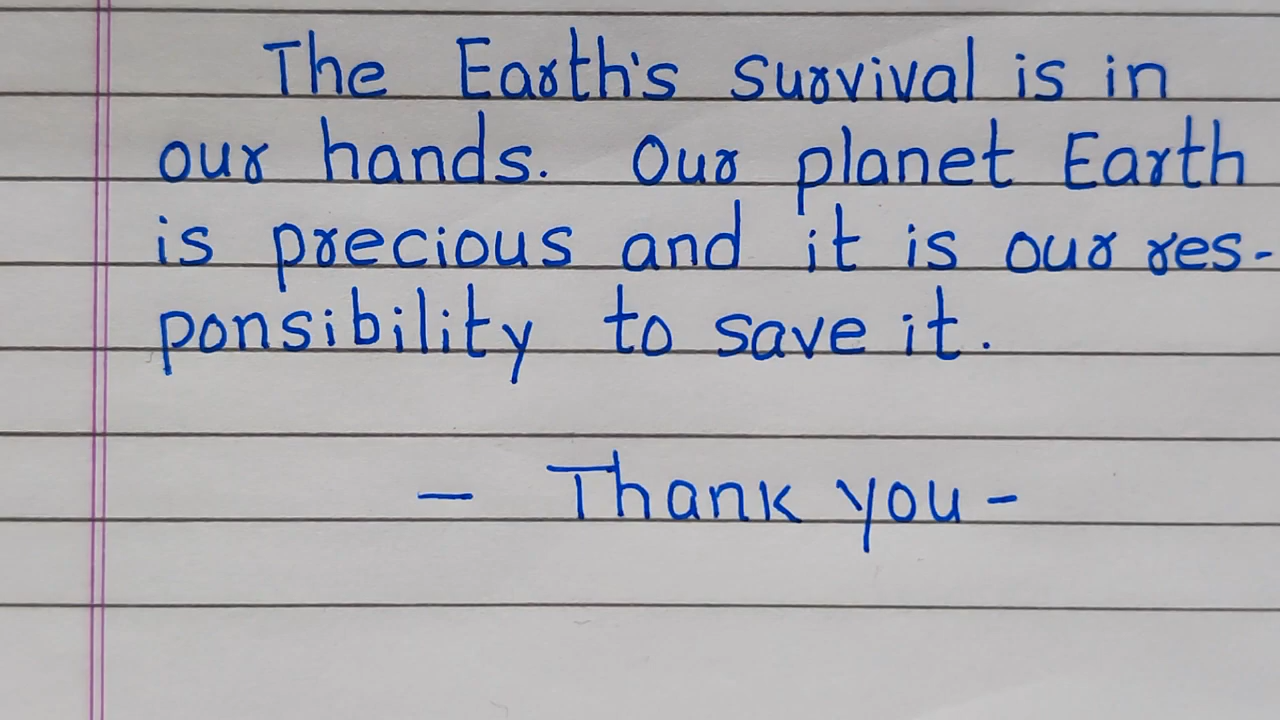 The Earth's survival is in
our hands. Our planet Earth
is precious and it is our res-
ponsibility to save it.
- Thank you -